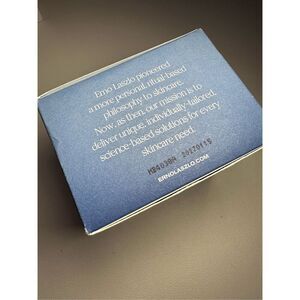 Erno Laszlo pioneered
a more personal, ritual-based
philosophy to skincare.
Now, as then, our mission is to
deliver unique, individually-tailored,
science-based solutions for every
skincare need.
ERNOLASZLO.COM